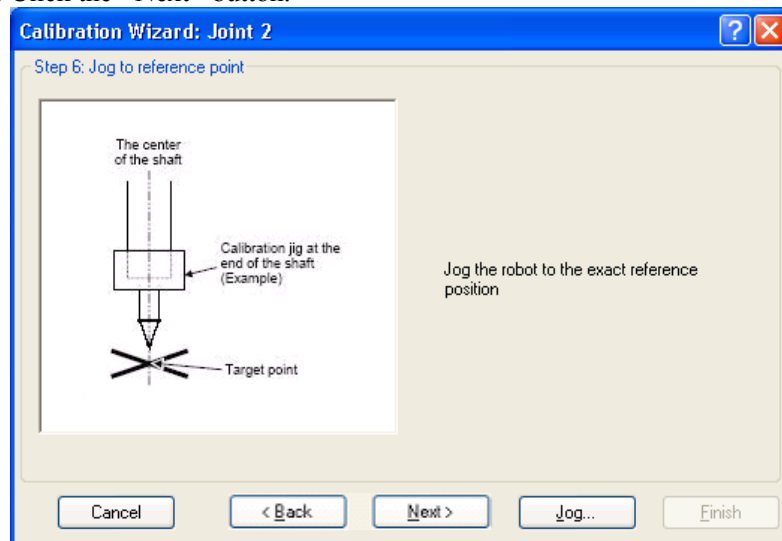 Calibration Wizard: Joint 2
Step 6: Jog to reference point
The center
of the shaft
Calibration jig at the
end of the shaft
(Example)
Target point
Jog the robot to the exact reference
position
Cancel
< Back
Next >
Jog...
Finish